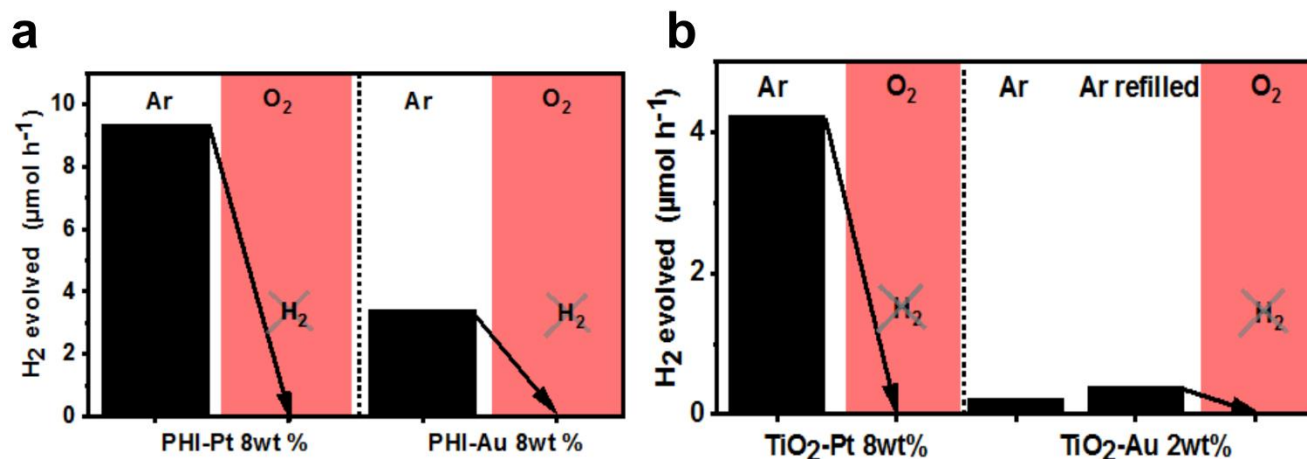 a
H₂ evolved (µmol h⁻¹)
10
8
6
4
2
0
Ar
O₂
Ar
O₂
H₂
H₂
PHI-Pt 8wt %
PHI-Au 8wt %
b
H₂ evolved (µmol h⁻¹)
4
2
0
Ar
O₂
Ar
Ar refilled
O₂
H₂
H₂
TiO₂-Pt 8wt%
TiO₂-Au 2wt%